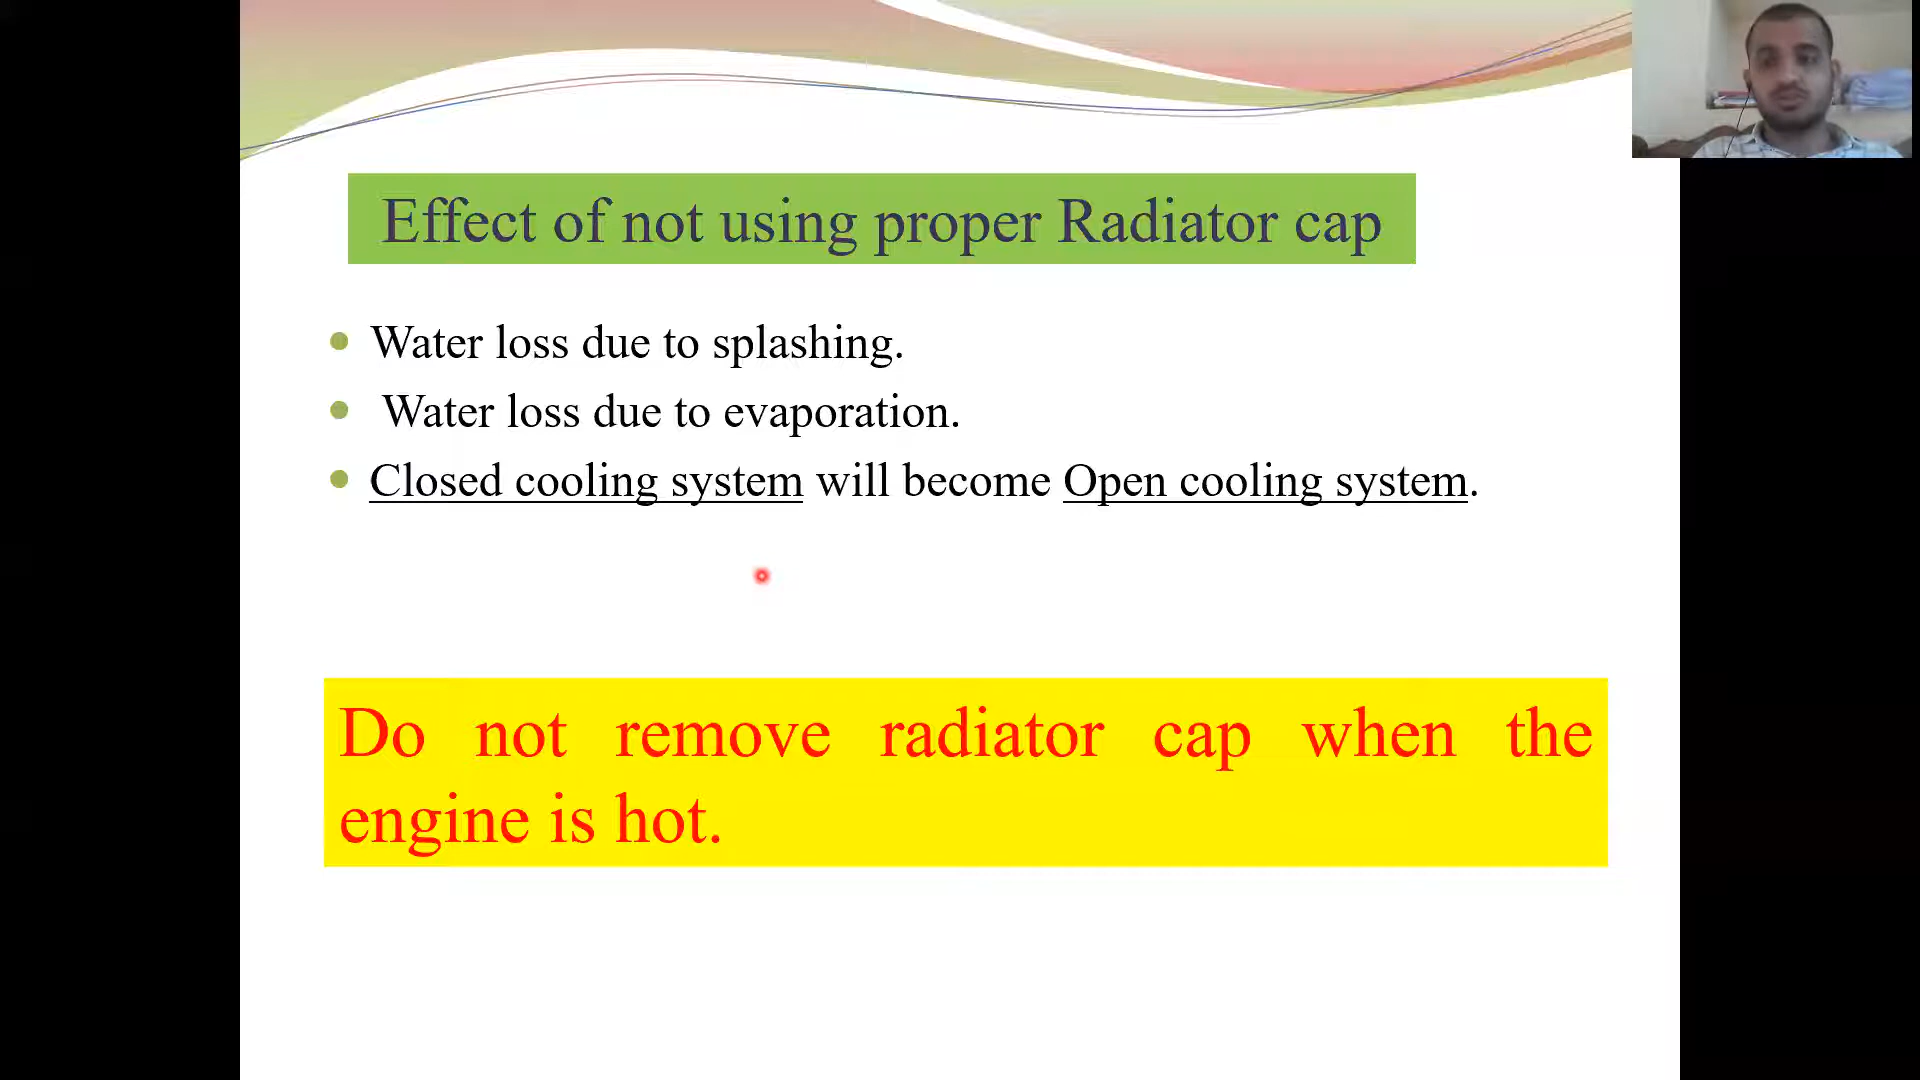 Effect of not using proper Radiator cap
Water loss due to splashing.
Water loss due to evaporation.
Closed cooling system will become Open cooling system.
Do not remove radiator cap when the
engine is hot.